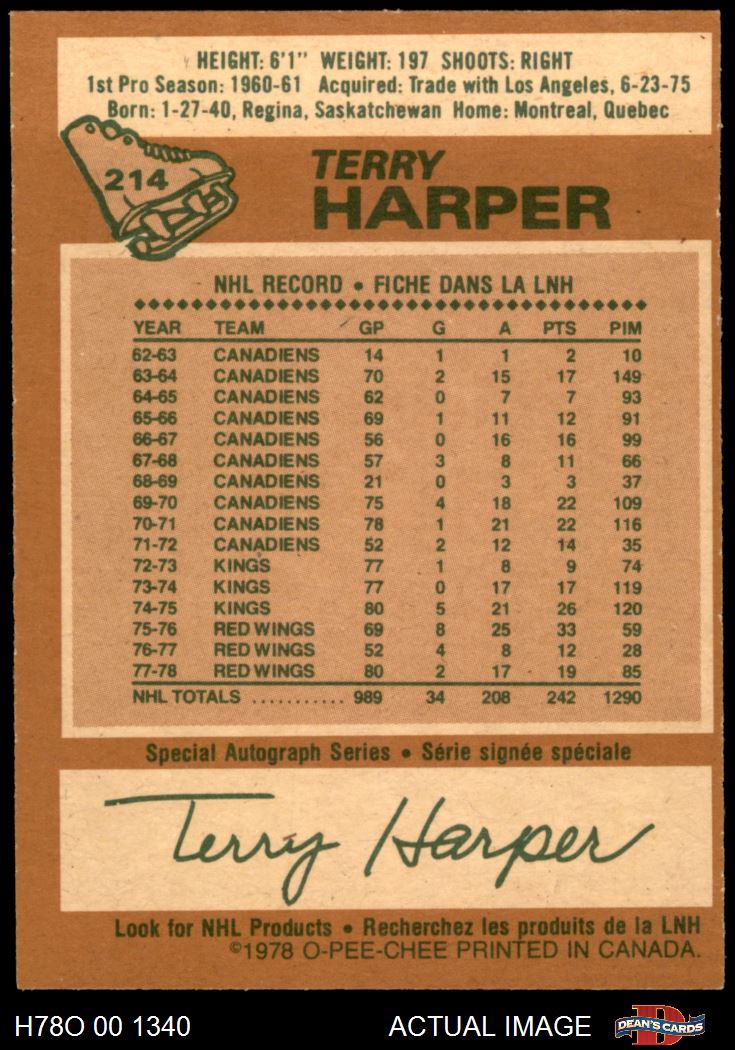 HEIGHT: 6'1" WEIGHT: 197 SHOOTS: RIGHT
1st Pro Season: 1960-61 Acquired: Trade with Los Angeles, 6-23-75
Born: 1-27-40, Regina, Saskatchewan Home: Montreal, Quebec
214
TERRY
HARPER
NHL RECORD • FICHE DANS LA LNH
YEAR TEAM GP G A PTS PIM
62-63 CANADIENS 14 1 1 2 10
63-64 CANADIENS 70 2 15 17 149
64-65 CANADIENS 62 0 7 7 93
65-66 CANADIENS 69 1 11 12 91
66-67 CANADIENS 56 0 16 16 99
67-68 CANADIENS 57 3 8 11 66
68-69 CANADIENS 21 0 3 3 37
69-70 CANADIENS 75 4 18 22 109
70-71 CANADIENS 78 1 21 22 116
71-72 CANADIENS 52 2 12 14 35
72-73 KINGS 77 1 8 9 74
73-74 KINGS 77 0 17 17 119
74-75 KINGS 80 5 21 26 120
75-76 RED WINGS 69 8 25 33 59
76-77 RED WINGS 52 4 8 12 28
77-78 RED WINGS 80 2 17 19 85
NHL TOTALS ........... 989 34 208 242 1290
Special Autograph Series • Série signée spéciale
Terry Harper
Look for NHL Products • Recherchez les produits de la LNH
©1978 O-PEE-CHEE PRINTED IN CANADA.
H78O 00 1340 ACTUAL IMAGE D DEAN'S CARDS